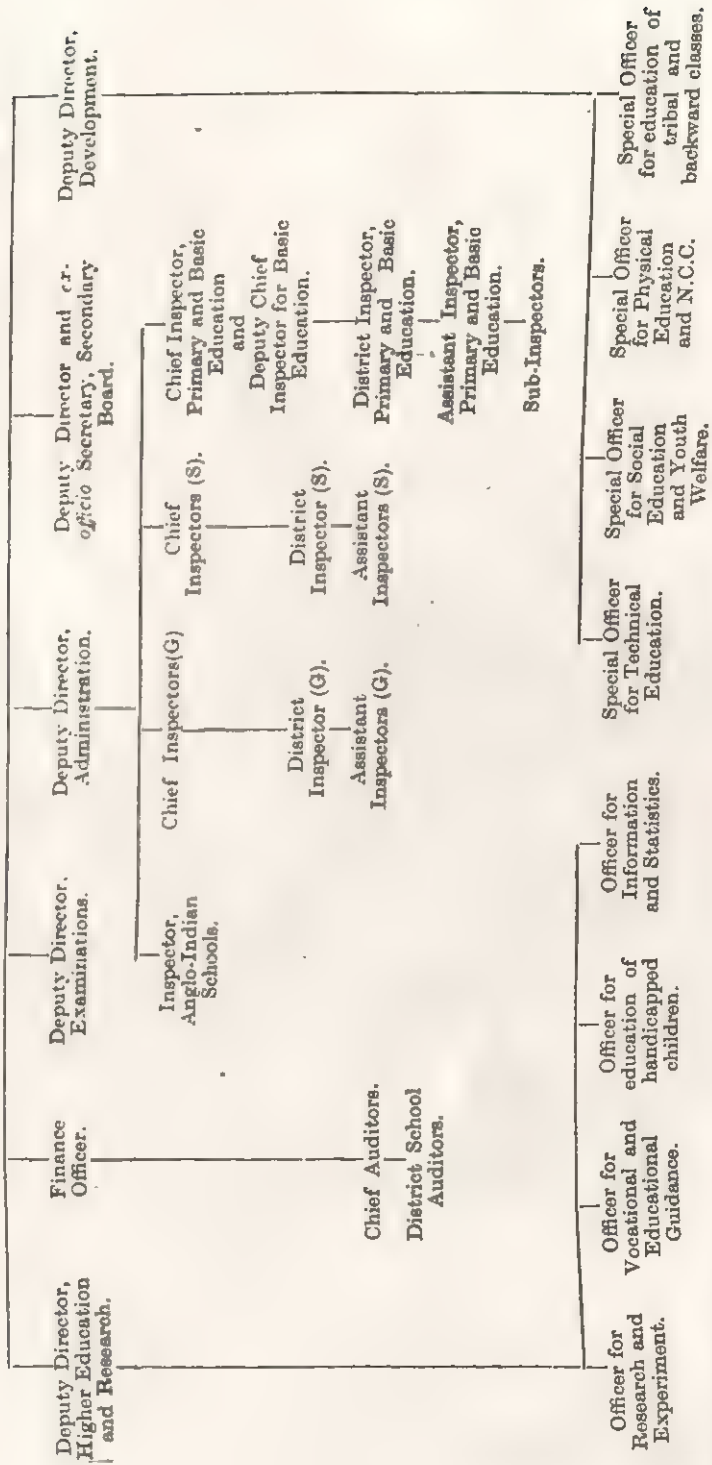 Deputy Director,
Higher Education
and Research.
Finance
Officer.
Deputy Director.
Examinations.
Deputy Director,
Administration.
Deputy Director and ex-
officio Secretary, Secondary
Board.
Deputy Director,
Development.
Inspector,
Anglo-Indian
Schools.
Chief Inspectors(G)
Chief
Inspectors (S).
Chief Inspector,
Primary and Basic
Education
and
Deputy Chief
Inspector for Basic
Education.
Chief Auditors.
District School
Auditors.
District
Inspector (G).
Assistant
Inspectors (G).
District
Inspector (S).
Assistant
Inspectors (S).
District Inspector,
Primary and Basic
Education.
Assistant Inspector,
Primary and Basic
Education.
Sub-Inspectors.
Officer for
Research and
Experiment.
Officer for
Vocational and
Educational
Guidance.
Officer for
education of
handicapped
children.
Officer for
Information
and Statistics.
Special Officer
for Technical
Education.
Special Officer
for Social
Education
and Youth
Welfare.
Special Officer
for Physical
Education
and N.C.C.
Special Officer
for education of
tribal and
backward classes.